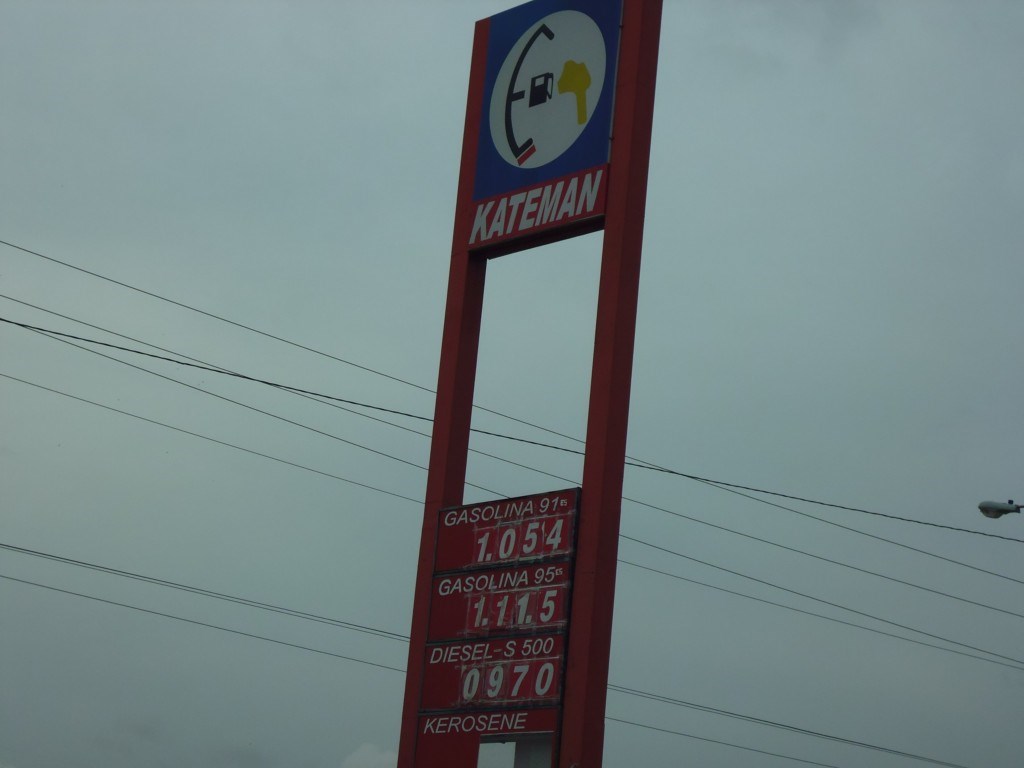 KATEMAN
GASOLINA 91
1.054
GASOLINA 95
1.115
DIESEL-S 500
0970
KEROSENE